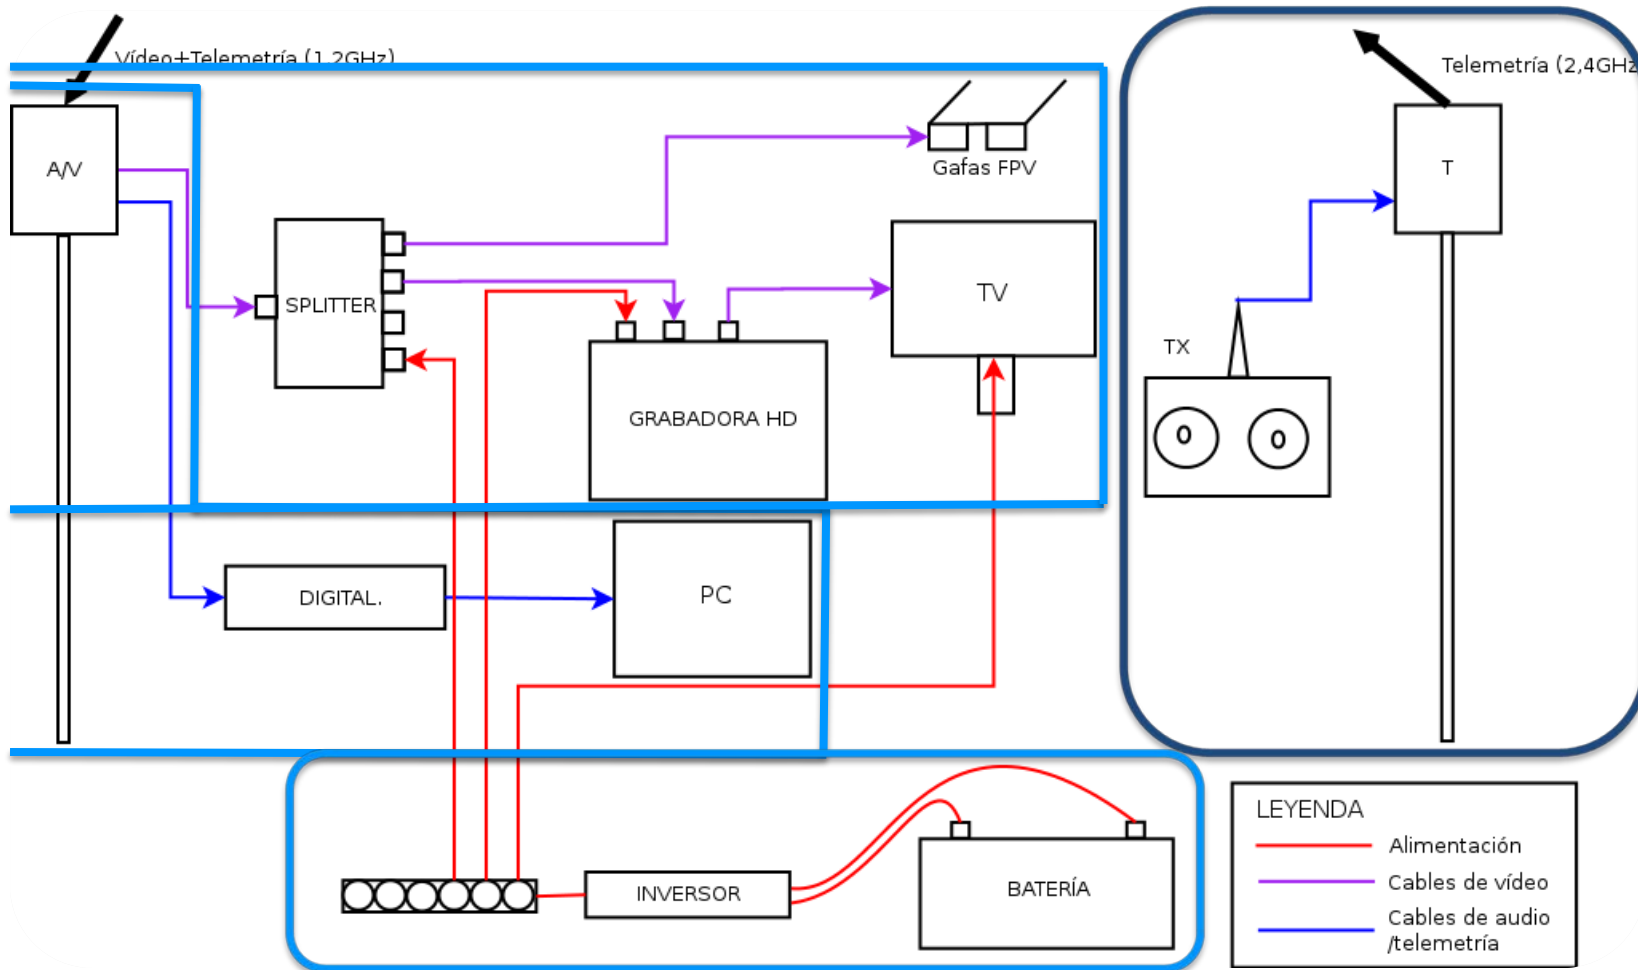 Vídeo+Telemetría (1,2GHz)
Telemetría (2,4GHz
A/V
T
Gafas FPV
SPLITTER
TV
TX
GRABADORA HD
DIGITAL.
PC
INVERSOR
BATERÍA
LEYENDA
Alimentación
Cables de vídeo
Cables de audio
/telemetría